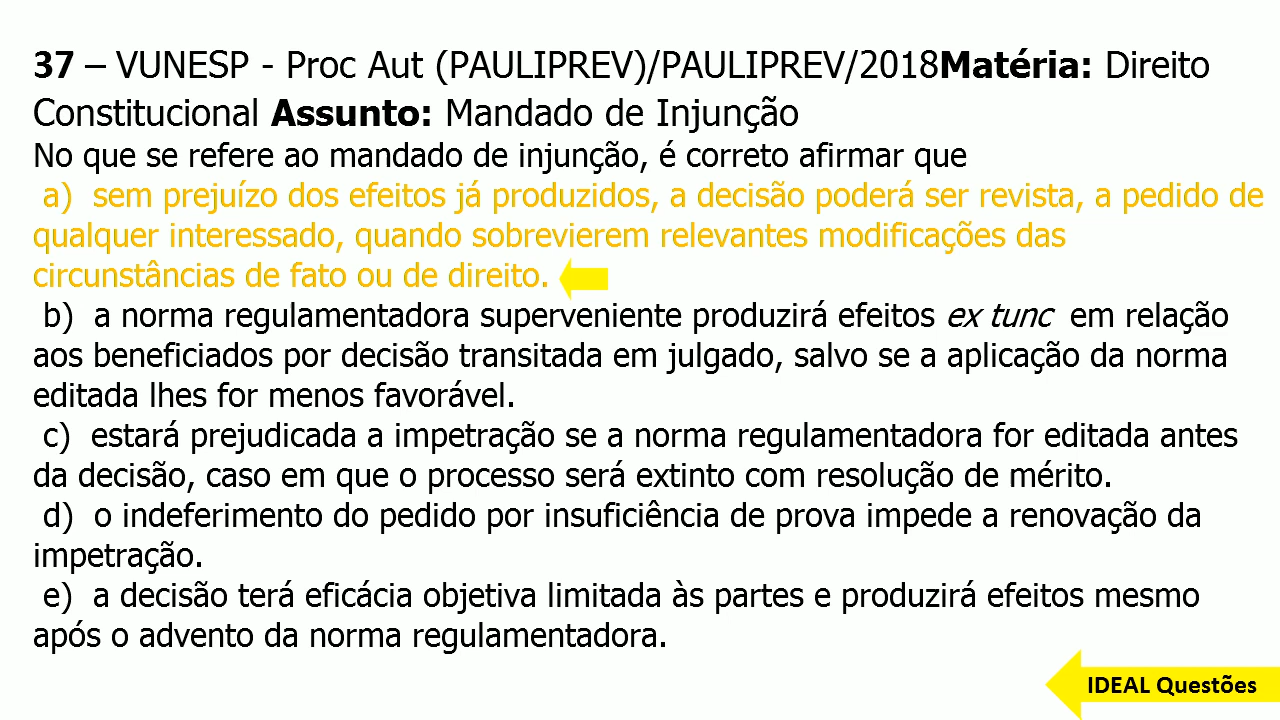 37 – VUNESP - Proc Aut (PAULIPREV)/PAULIPREV/2018Matéria: Direito
Constitucional Assunto: Mandado de Injunção
No que se refere ao mandado de injunção, é correto afirmar que
a) sem prejuízo dos efeitos já produzidos, a decisão poderá ser revista, a pedido de
qualquer interessado, quando sobrevierem relevantes modificações das
circunstâncias de fato ou de direito.
b) a norma regulamentadora superveniente produzirá efeitos ex tunc em relação
aos beneficiados por decisão transitada em julgado, salvo se a aplicação da norma
editada lhes for menos favorável.
c) estará prejudicada a impetração se a norma regulamentadora for editada antes
da decisão, caso em que o processo será extinto com resolução de mérito.
d) o indeferimento do pedido por insuficiência de prova impede a renovação da
impetração.
e) a decisão terá eficácia objetiva limitada às partes e produzirá efeitos mesmo
após o advento da norma regulamentadora.
IDEAL Questões